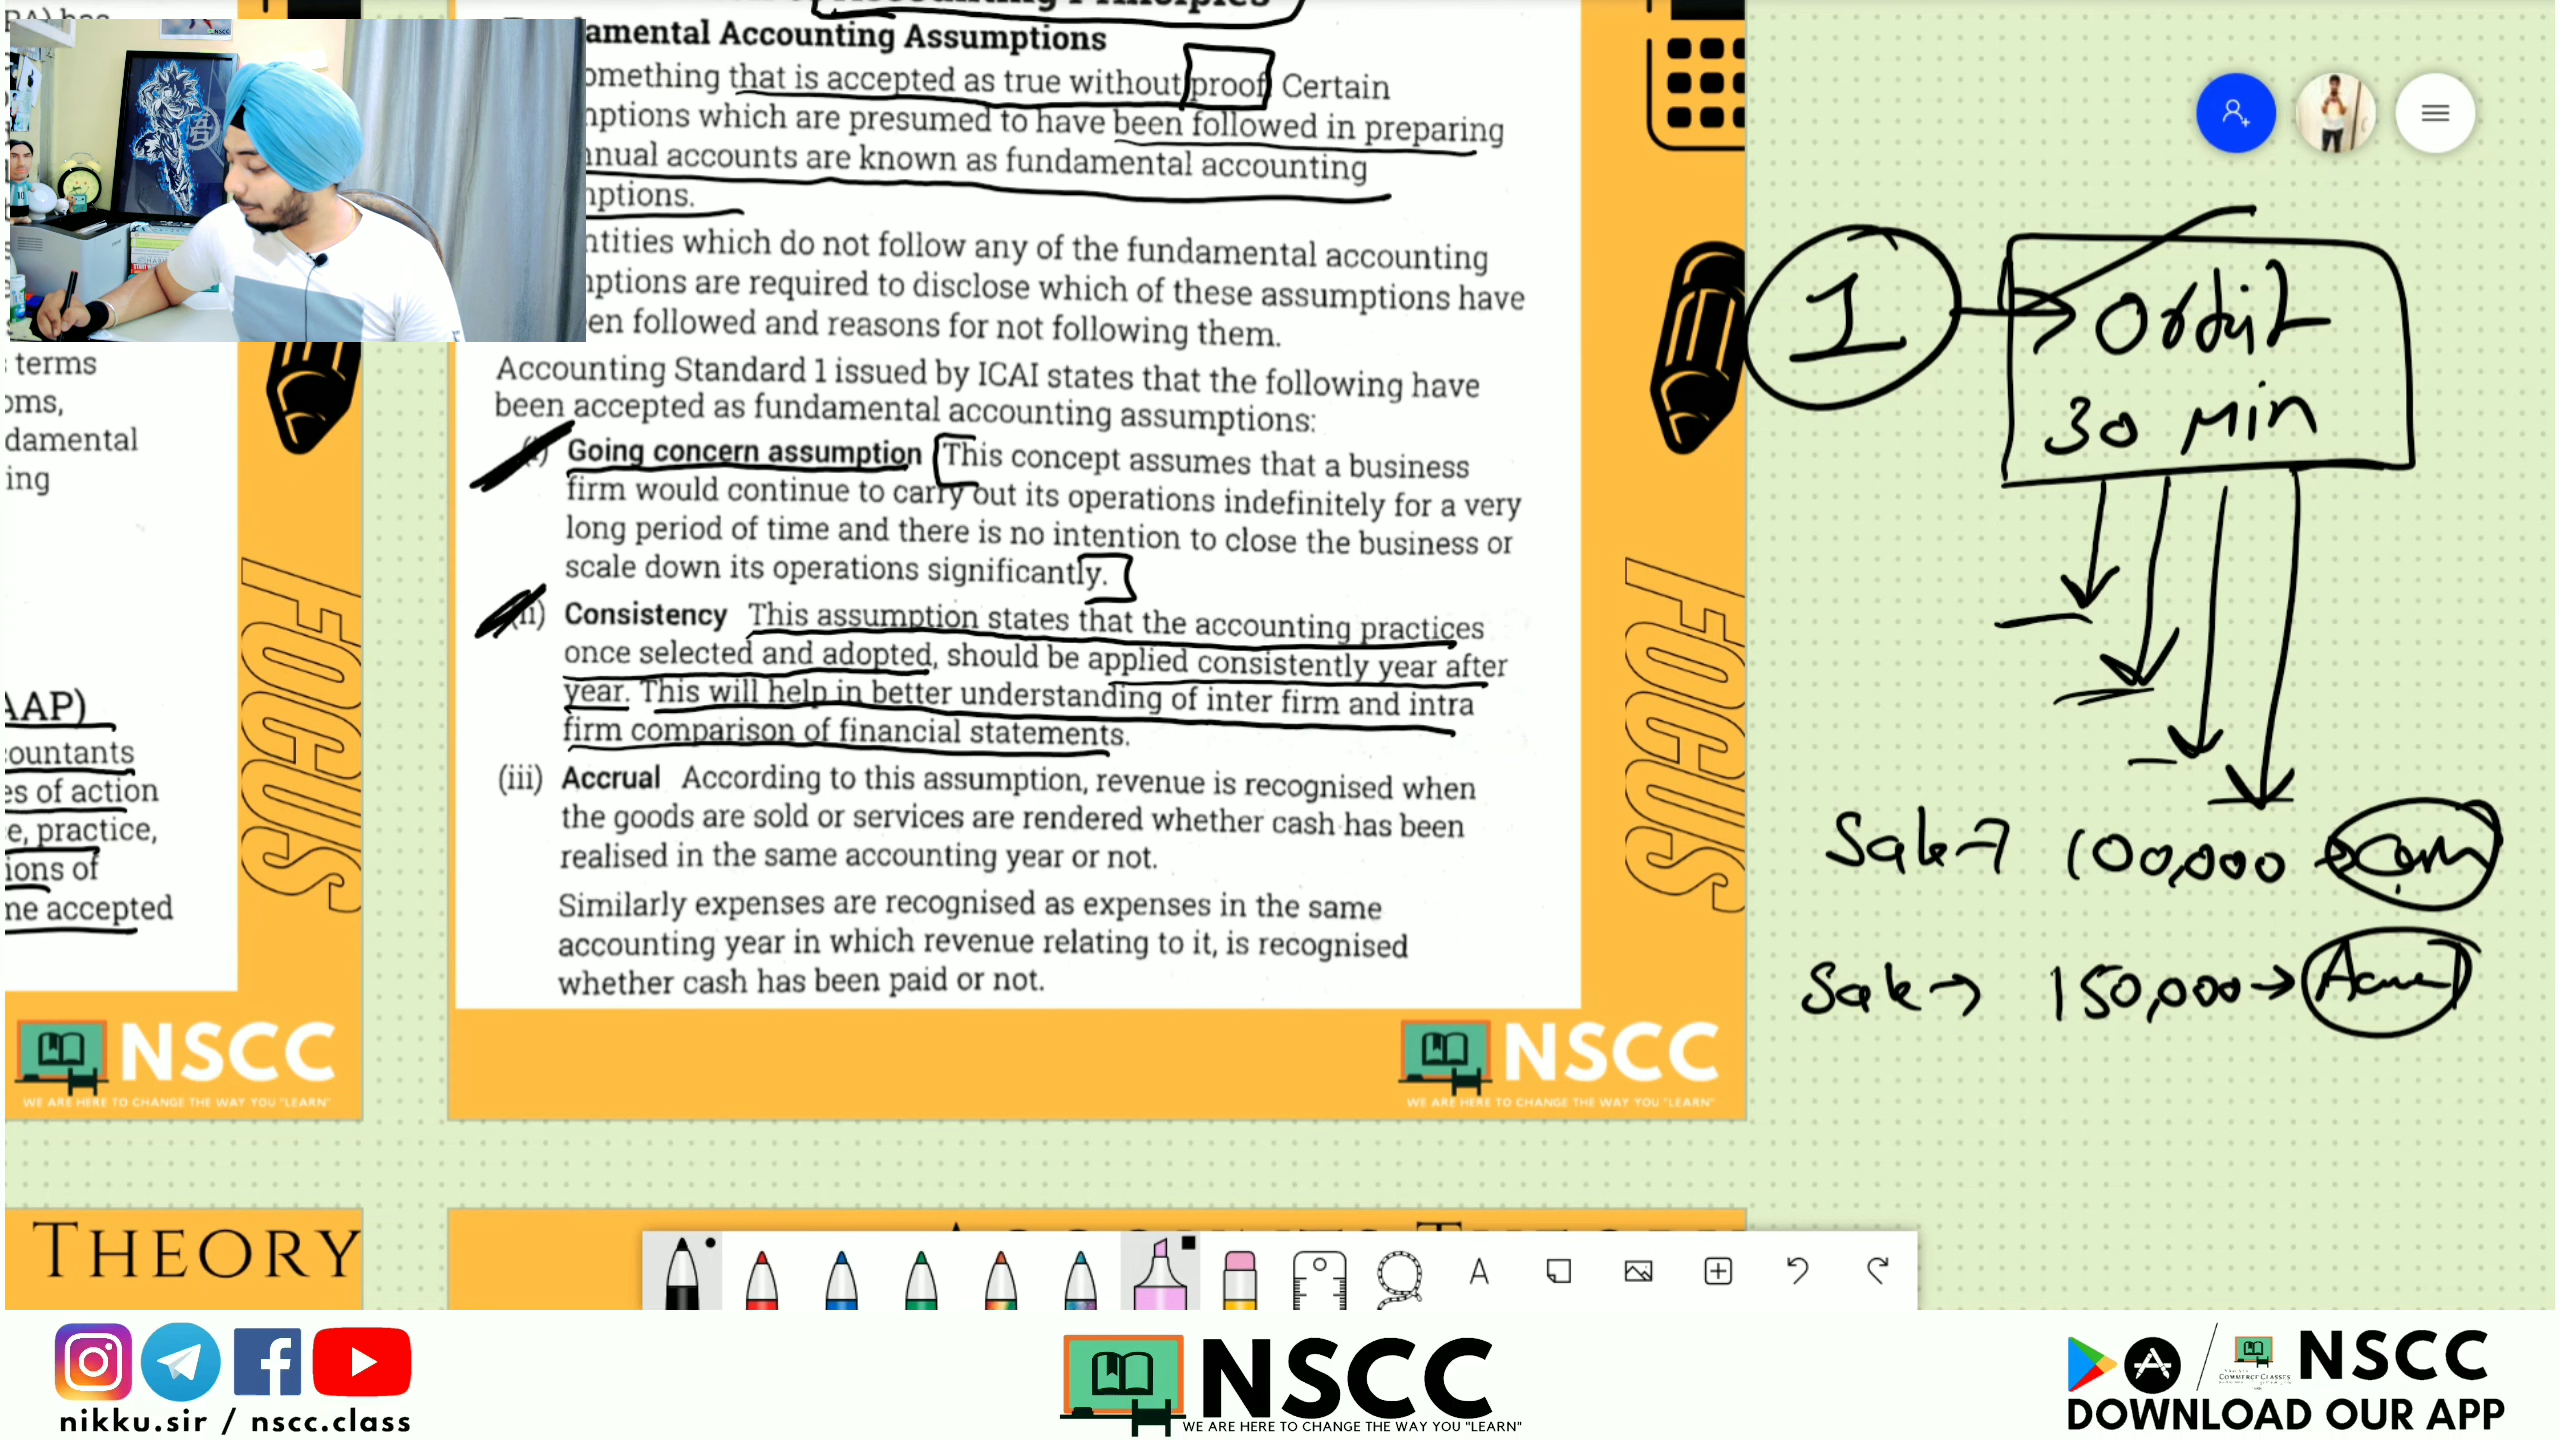 amental Accounting Assumptions
omething that is accepted as true without proof. Certain
nptions which are presumed to have been followed in preparing
nnual accounts are known as fundamental accounting
nptions.
ntities which do not follow any of the fundamental accounting
nptions are required to disclose which of these assumptions have
en followed and reasons for not following them.
Accounting Standard 1 issued by ICAI states that the following have
been accepted as fundamental accounting assumptions:
(i) Going concern assumption This concept assumes that a business
firm would continue to carry out its operations indefinitely for a very
long period of time and there is no intention to close the business or
scale down its operations significantly.
(ii) Consistency This assumption states that the accounting practices
once selected and adopted, should be applied consistently year after
year. This will help in better understanding of inter firm and intra
firm comparison of financial statements.
(iii) Accrual According to this assumption, revenue is recognised when
the goods are sold or services are rendered whether cash has been
realised in the same accounting year or not.
Similarly expenses are recognised as expenses in the same
accounting year in which revenue relating to it, is recognised
whether cash has been paid or not.
terms
oms,
damental
ing
AAP)
ountants
es of action
e, practice,
ions of
me accepted
FOCUS
FOCUS
1
30 Min
Sale → 100,000 →
Sale → 150,000 →
NSCC
WE ARE HERE TO CHANGE THE WAY YOU "LEARN"
NSCC
WE ARE HERE TO CHANGE THE WAY YOU "LEARN"
THEORY
A
nikku.sir / nscc.class
NSCC
WE ARE HERE TO CHANGE THE WAY YOU "LEARN"
NSCC
DOWNLOAD OUR APP